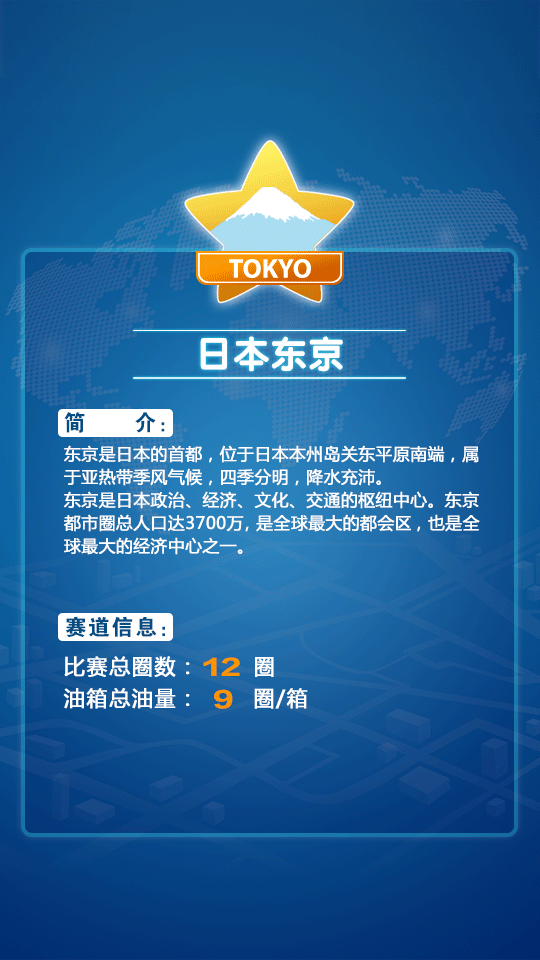 TOKYO
日本东京
简 介:
东京是日本的首都，位于日本本州岛关东平原南端，属
于亚热带季风气候，四季分明，降水充沛。
东京是日本政治、经济、文化、交通的枢纽中心。东京
都市圈总人口达3700万, 是全球最大的都会区，也是全
球最大的经济中心之一。
赛道信息:
比赛总圈数： 12 圈
油箱总油量： 9 圈/箱